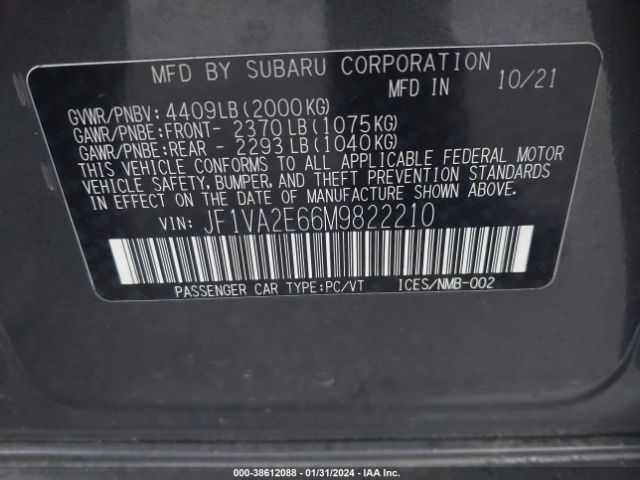 MFD BY SUBARU CORPORATION
MFD IN 10/21
GVWR/PNBV: 4409LB(2000KG)
GAWR/PNBE:FRONT- 2370LB(1075KG)
GAWR/PNBE:REAR - 2293LB(1040KG)
THIS VEHICLE CONFORMS TO ALL APPLICABLE FEDERAL MOTOR
VEHICLE SAFETY, BUMPER, AND THEFT PREVENTION STANDARDS
IN EFFECT ON THE DATE OF MANUFACTURE SHOWN ABOVE.
VIN: JF1VA2E66M9822210
PASSENGER CAR TYPE:PC/VT ICES/NMB-002
000-38612088 - 01/31/2024 - IAA Inc.